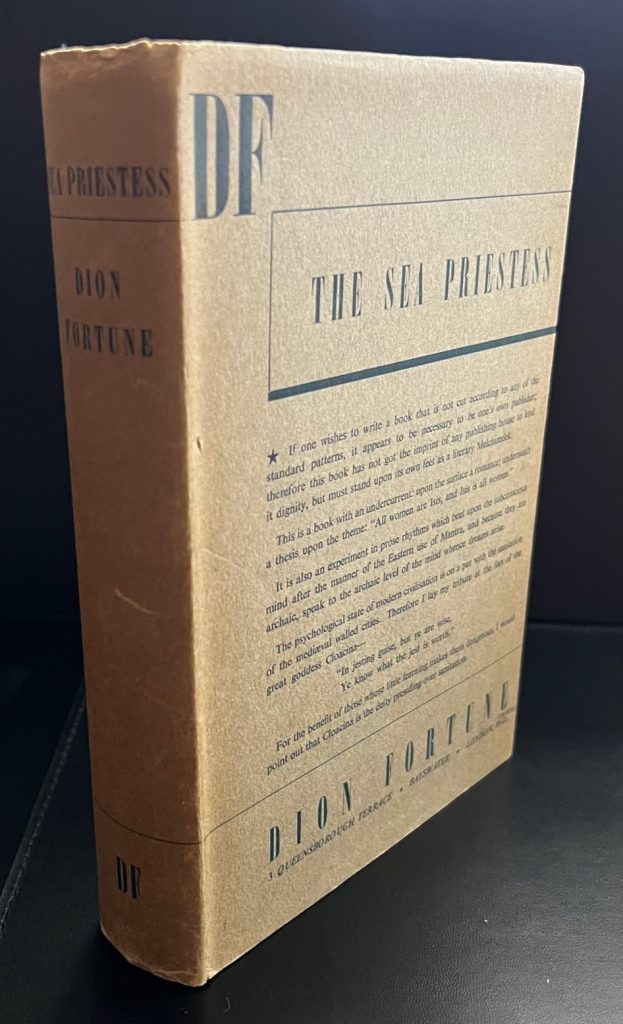 SEA PRIESTESS
DION
FORTUNE
DF
DF
THE SEA PRIESTESS
★ If one wishes to write a book that is not cut according to any of the
standard patterns, it appears to be necessary to be one's own publisher;
therefore this book has not got the imprint of any publishing house to lend
it dignity, but must stand upon its own feet as a literary Melchizedek.
This is a book with an undercurrent: upon the surface a romance; underneath
a thesis upon the theme: "All women are Isis, and Isis is all women."
It is also an experiment in prose rhythms which beat upon the subconscious
mind after the manner of the Eastern use of Mantra, and because they are
archaic, speak to the archaic level of the mind whence dreams arise.
The psychological state of modern civilisation is on a par with the sanitation
of the mediæval walled cities. Therefore I lay my tribute at the feet of the
great goddess Cloacina—
"In jesting guise, but ye are wise,
Ye know what the jest is worth."
For the benefit of those whose little learning makes them dangerous, I would
point out that Cloacina is the deity presiding over sanitation.
DION FORTUNE
3 QUEENSBOROUGH TERRACE • BAYSWATER • LONDON,